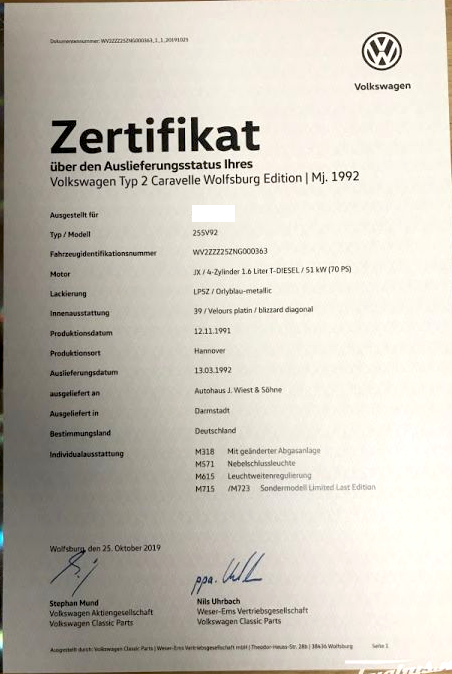 Dokumentennummer: WV2ZZZ25ZNG000363_1_1_20191025
Volkswagen
Zertifikat
über den Auslieferungsstatus Ihres
Volkswagen Typ 2 Caravelle Wolfsburg Edition | Mj. 1992
Ausgestellt für
Typ / Modell 255V92
Fahrzeugidentifikationsnummer WV2ZZZ25ZNG000363
Motor JX / 4-Zylinder 1.6 Liter T-DIESEL / 51 kW (70 PS)
Lackierung LP5Z / Orlyblau-metallic
Innenausstattung 39 / Velours platin / blizzard diagonal
Produktionsdatum 12.11.1991
Produktionsort Hannover
Auslieferungsdatum 13.03.1992
ausgeliefert an Autohaus J. Wiest & Söhne
Ausgeliefert in Darmstadt
Bestimmungsland Deutschland
Individualausstattung M318 Mit geänderter Abgasanlage
M571 Nebelschlussleuchte
M615 Leuchtweitenregulierung
M715 /M723 Sondermodell Limited Last Edition
Wolfsburg, den 25. Oktober 2019
ppa.
Stephan Mund Nils Uhrbach
Volkswagen Aktiengesellschaft Weser-Ems Vertriebsgesellschaft
Volkswagen Classic Parts Volkswagen Classic Parts
Ausgestellt durch: Volkswagen Classic Parts | Weser-Ems Vertriebsgesellschaft mbH | Theodor-Heuss-Str. 28b | 38436 Wolfsburg Seite 1